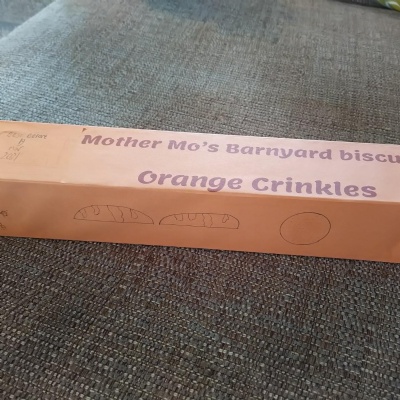 Mother Mo's Barnyard biscu
Orange Crinkles